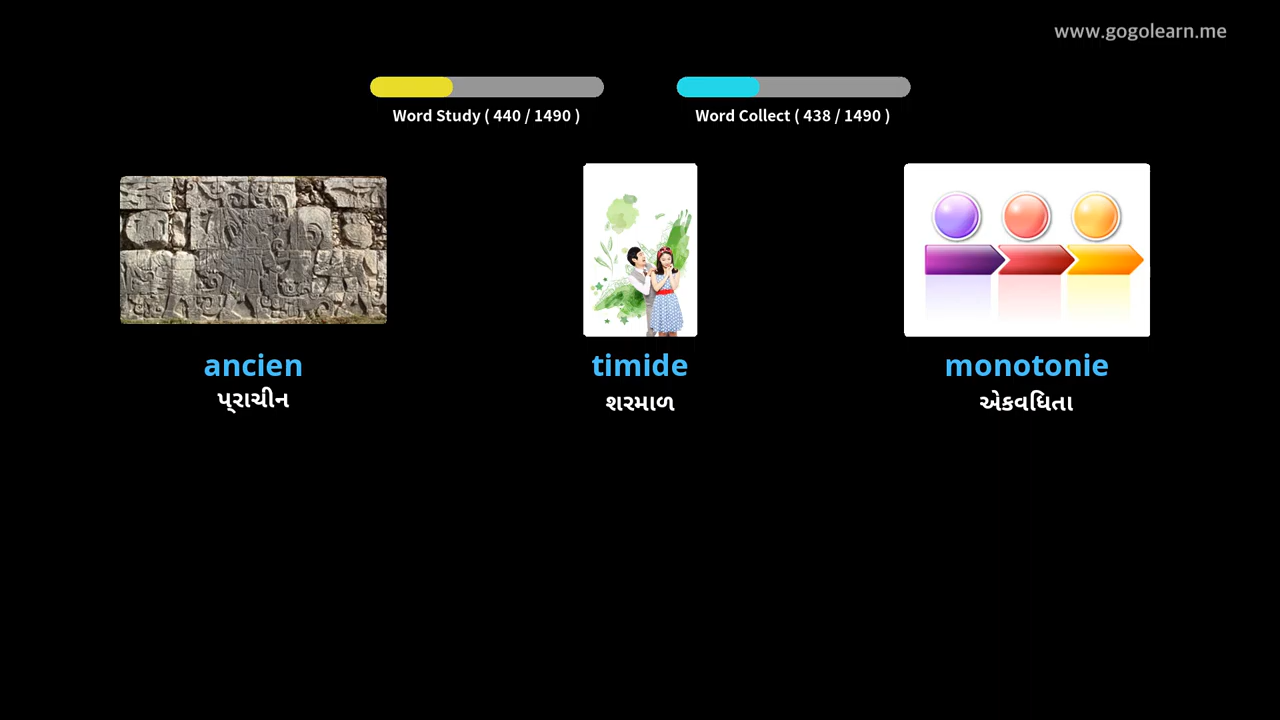 www.gogolearn.me
Word Study ( 440 / 1490 )
Word Collect ( 438 / 1490 )
ancien
પ્રાચીન
timide
શરમાળ
monotonie
એકવધિતા